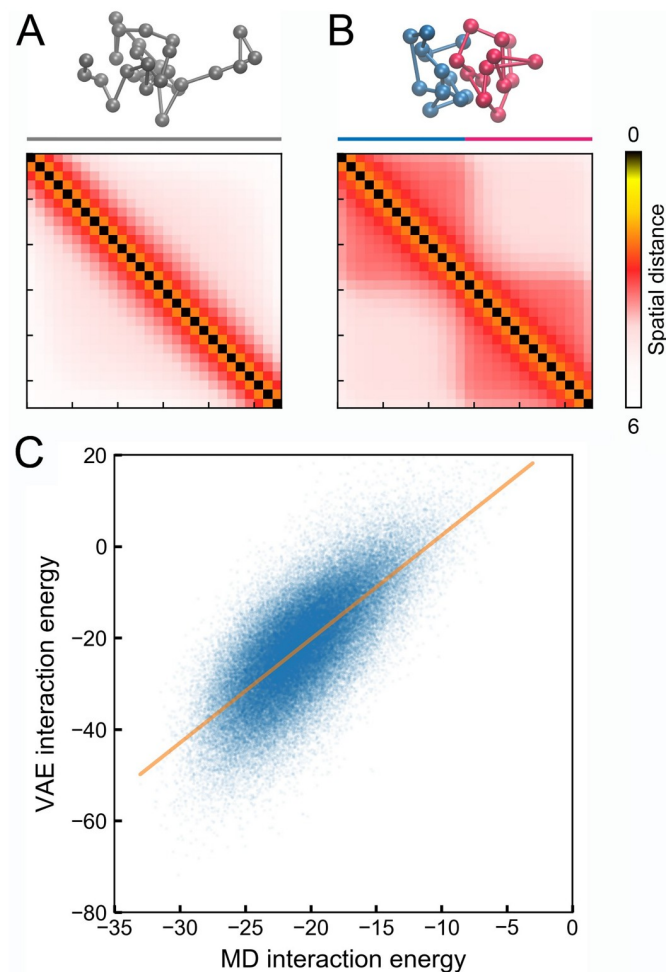 A
B
0
Spatial distance
6
C
20
0
−20
−40
−60
−80
VAE interaction energy
−35
−30
−25
−20
−15
−10
−5
0
MD interaction energy